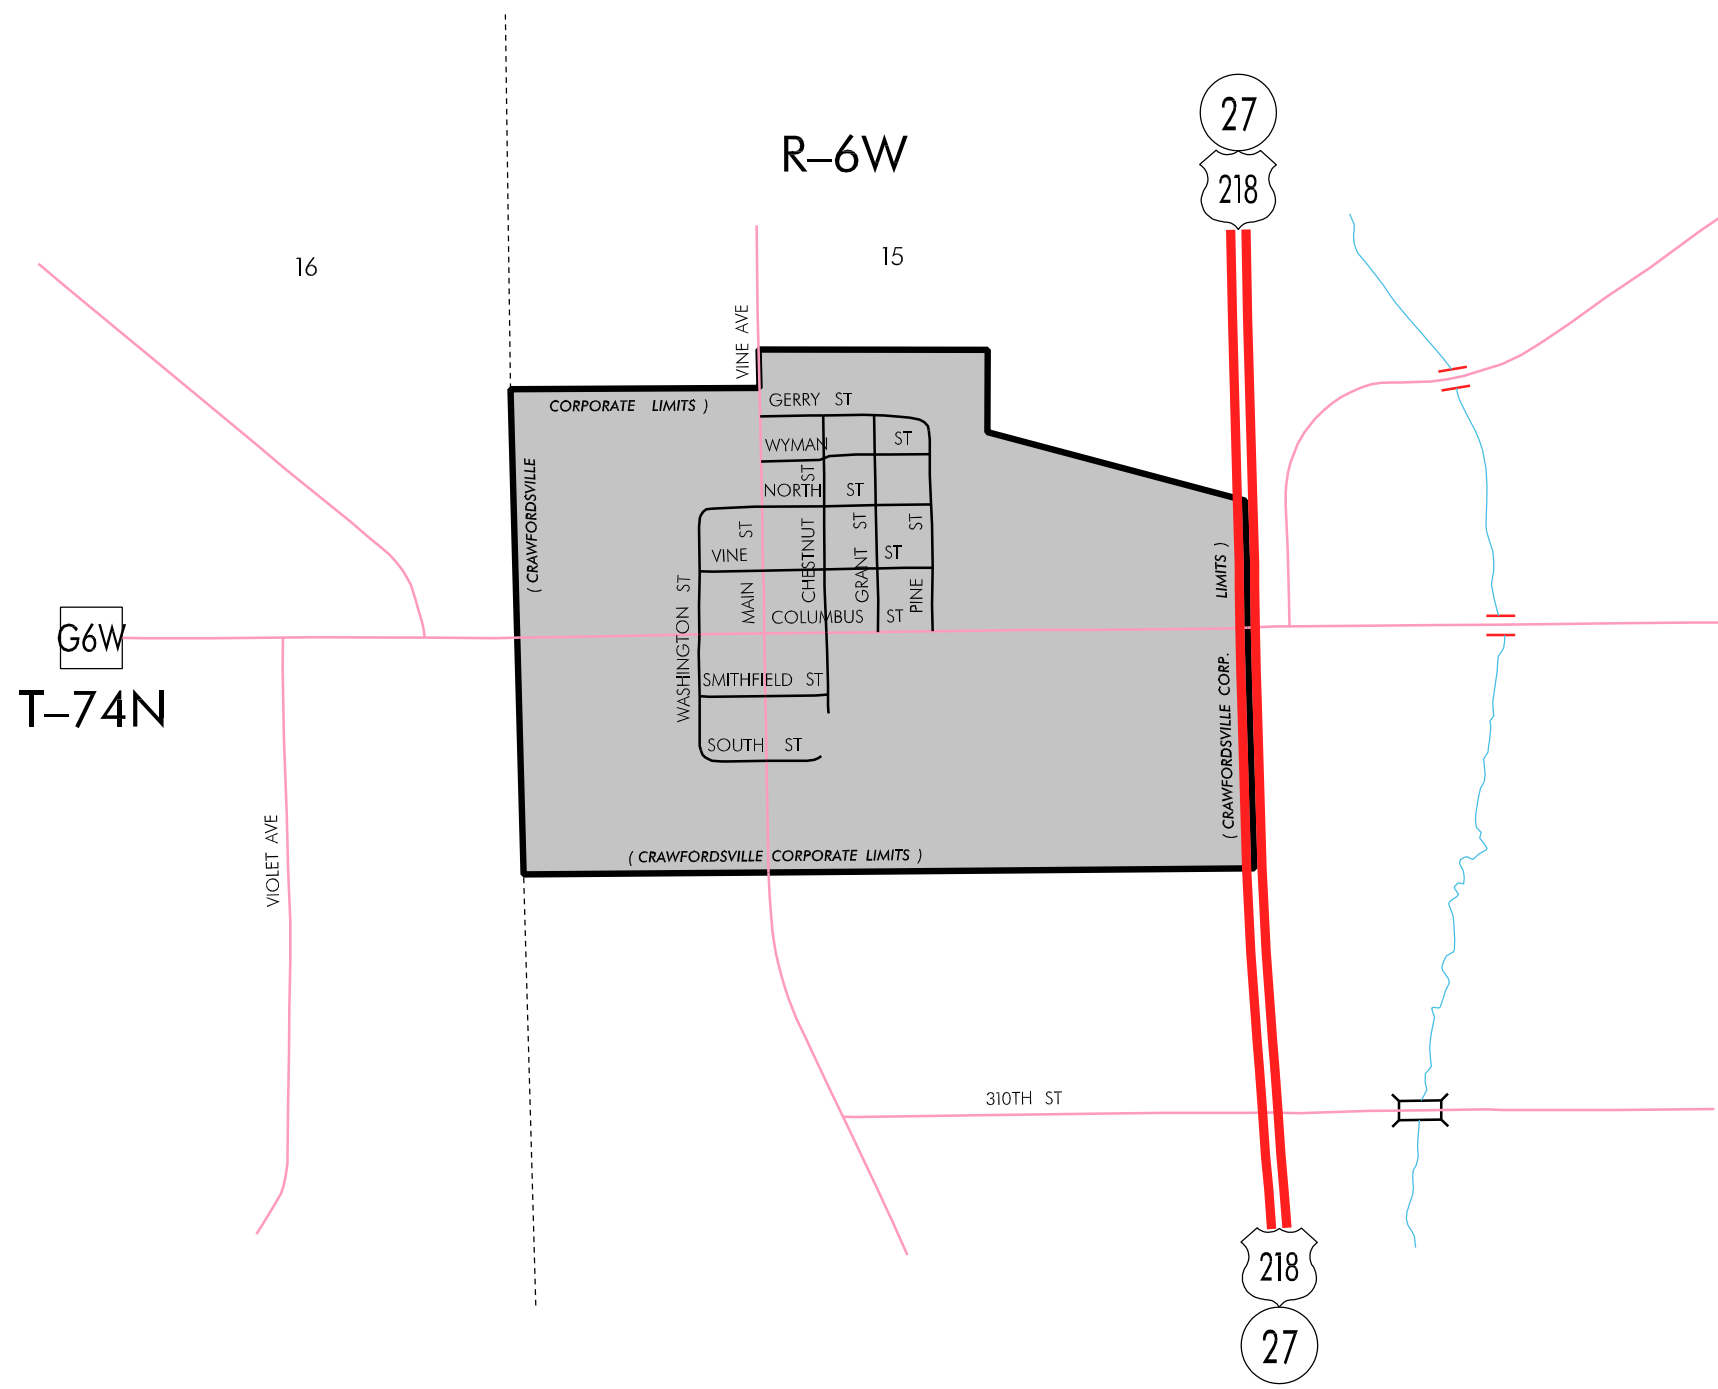 27
218
R–6W
15
16
VINE AVE
CORPORATE LIMITS )
GERRY ST
WYMAN ST
NORTH ST
( CRAWFORDSVILLE
VINE ST
MAIN ST
CHESTNUT ST
GRANT ST
PINE ST
WASHINGTON ST
COLUMBUS ST
LIMITS )
( CRAWFORDSVILLE CORP.
G6W
T–74N
SMITHFIELD ST
SOUTH ST
VIOLET AVE
( CRAWFORDSVILLE CORPORATE LIMITS )
310TH ST
218
27